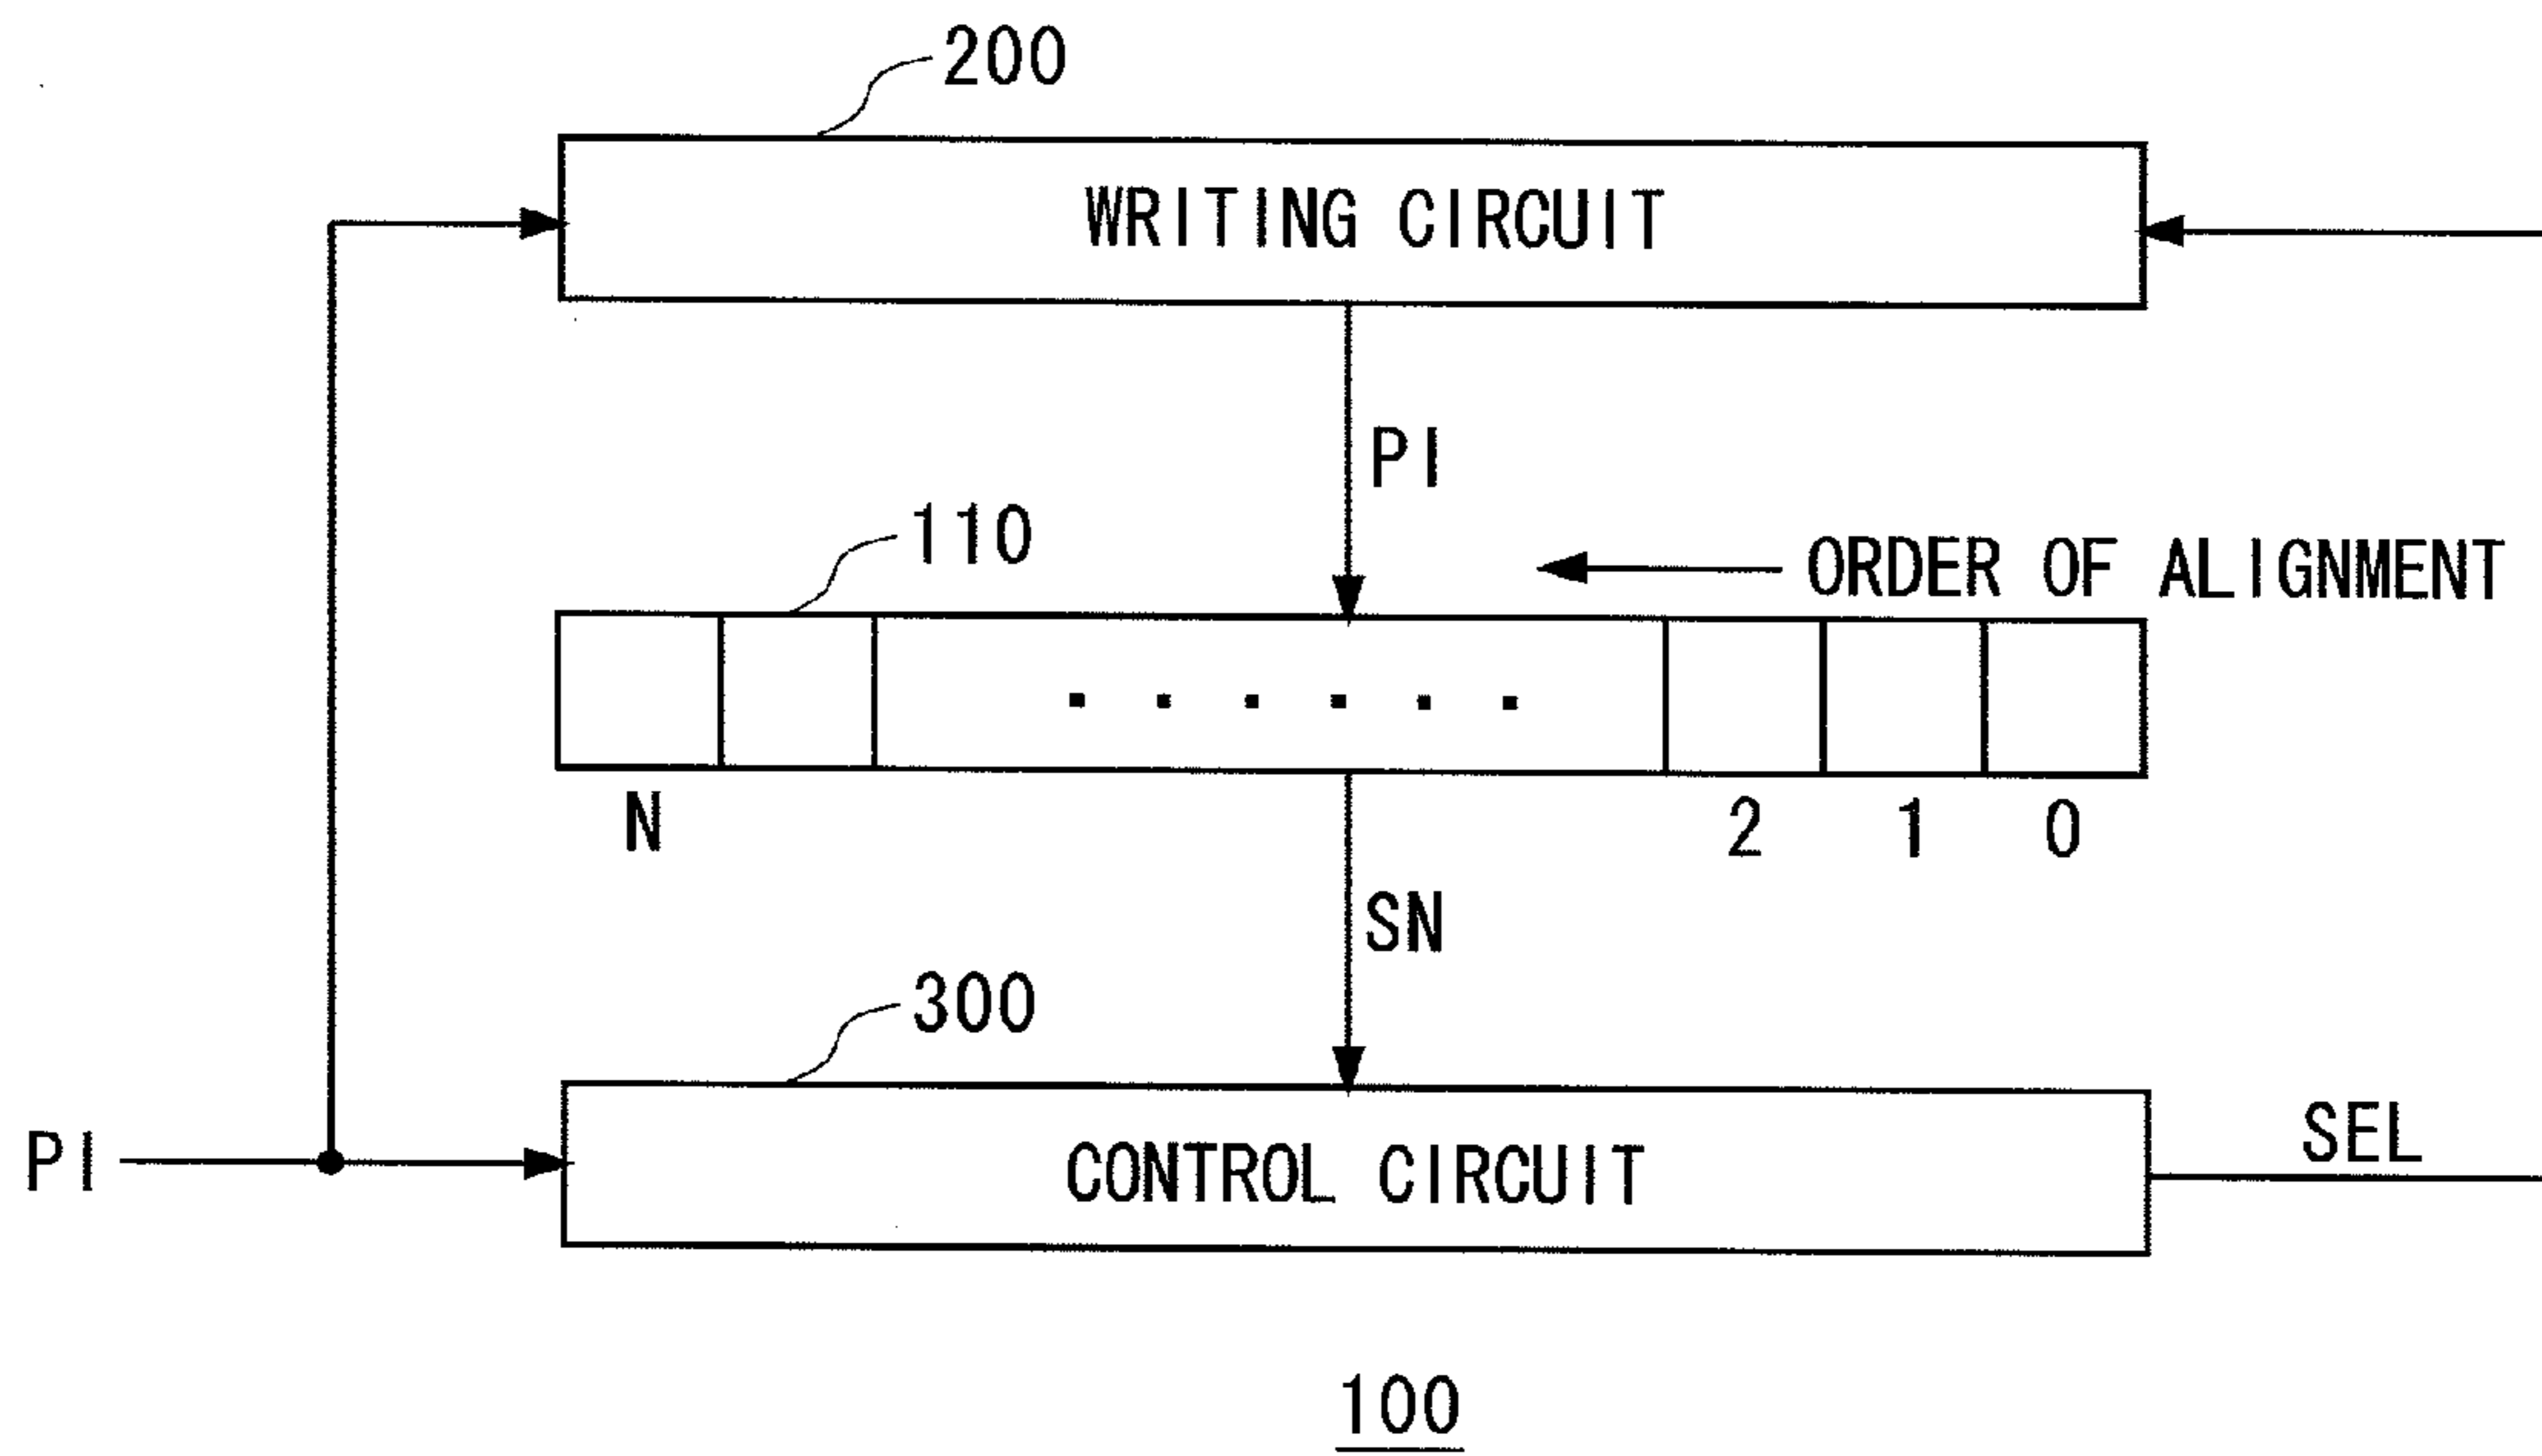 200
WRITING CIRCUIT
PI
110
ORDER OF ALIGNMENT
N 2 1 0
SN
300
PI
CONTROL CIRCUIT
SEL
100